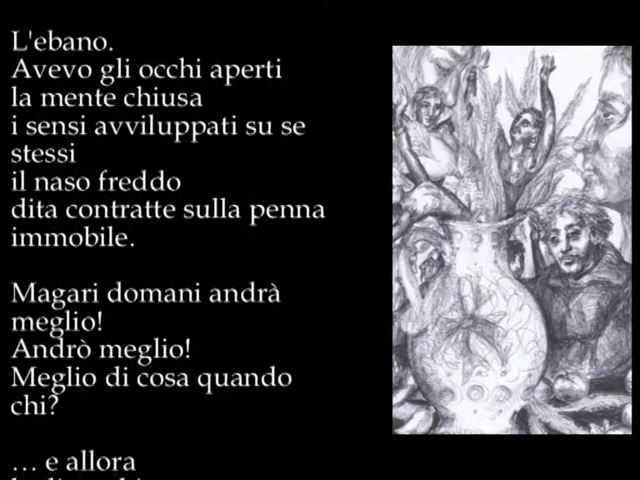 L'ebano.
Avevo gli occhi aperti
la mente chiusa
i sensi avviluppati su se
stessi
il naso freddo
dita contratte sulla penna
immobile.
Magari domani andrà
meglio!
Andrò meglio!
Meglio di cosa quando
chi?
… e allora